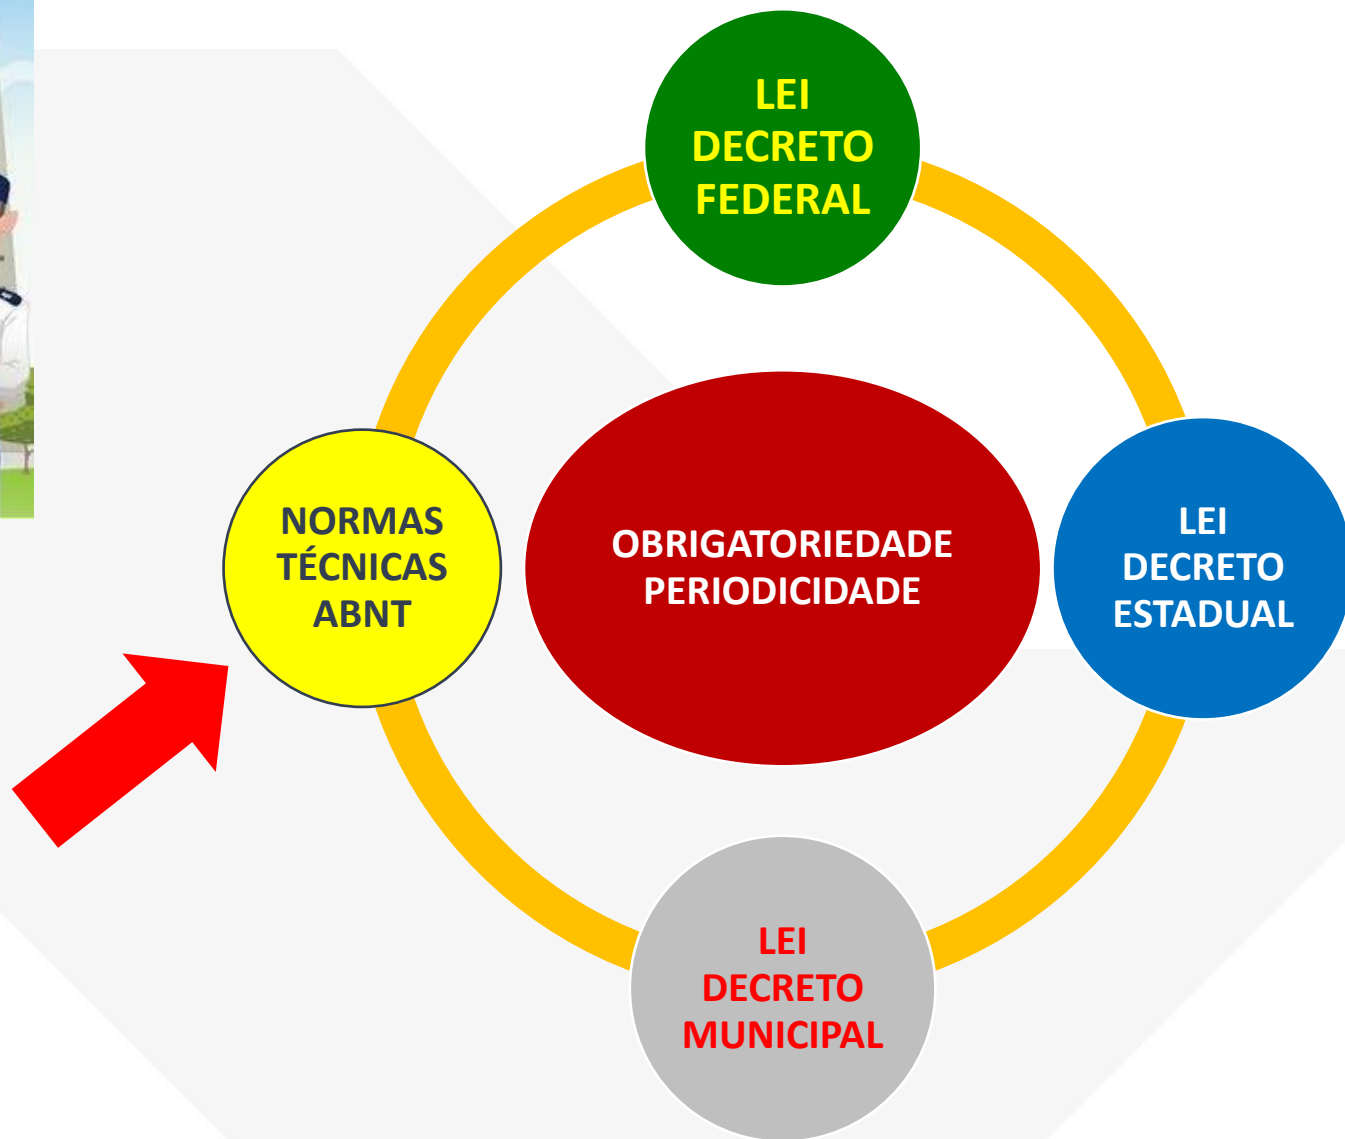 LEI
DECRETO
FEDERAL
NORMAS
TÉCNICAS
ABNT
OBRIGATORIEDADE
PERIODICIDADE
LEI
DECRETO
ESTADUAL
LEI
DECRETO
MUNICIPAL